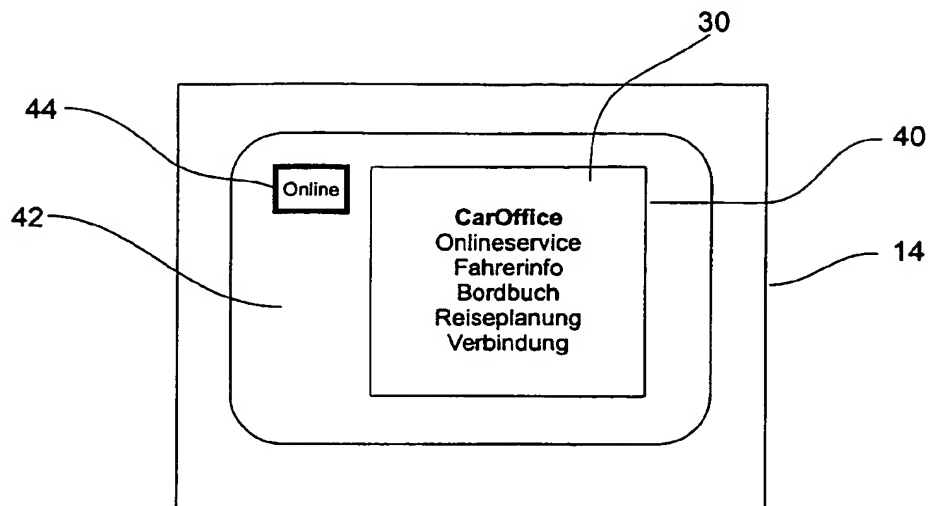 30
44
40
Online
42
CarOffice
Onlineservice
14
Fahrerinfo
Bordbuch
Reiseplanung
Verbindung